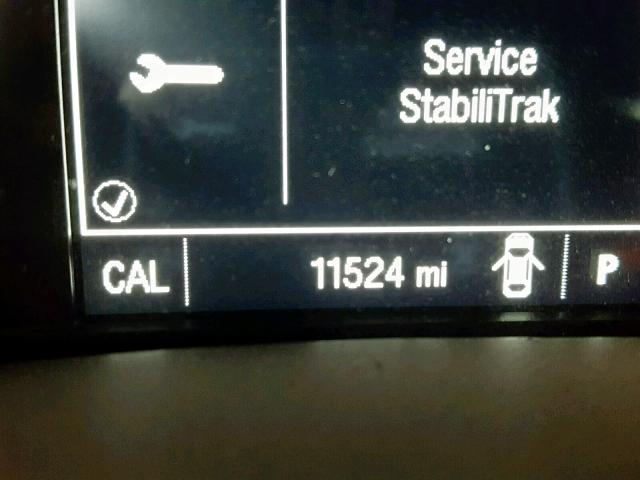 Service
StabiliTrak
CAL 11524 mi P